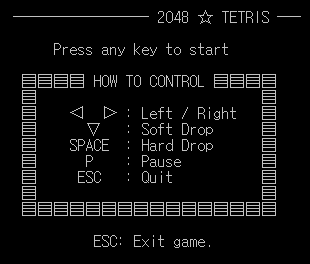 2048 ☆ TETRIS
Press any key to start
HOW TO CONTROL
◁ ▷ : Left / Right
▽ : Soft Drop
SPACE : Hard Drop
P : Pause
ESC : Quit
ESC: Exit game.